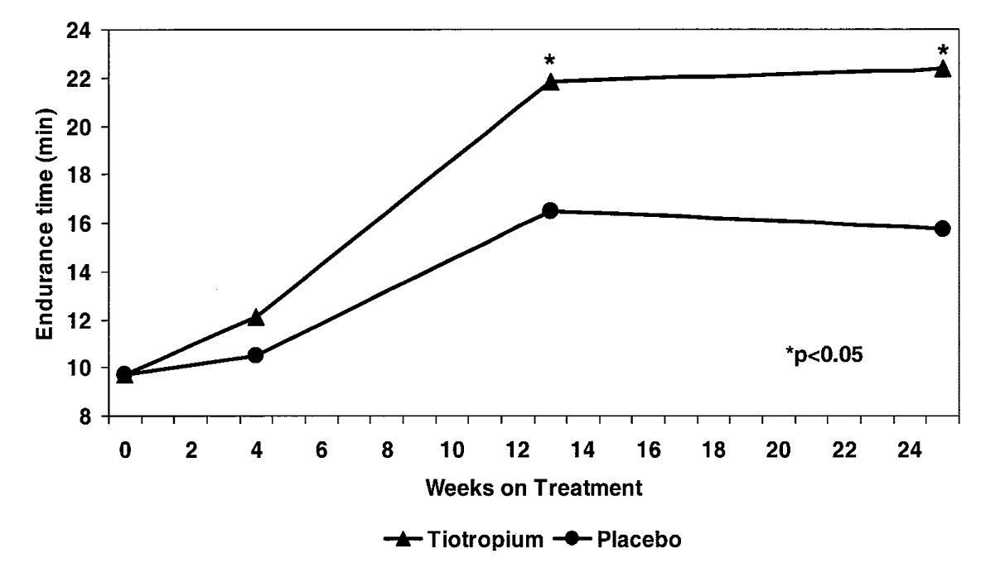 24
22
20
18
16
14
12
10
8
Endurance time (min)
*
*
*p<0.05
0 2 4 6 8 10 12 14 16 18 20 22 24
Weeks on Treatment
Tiotropium Placebo